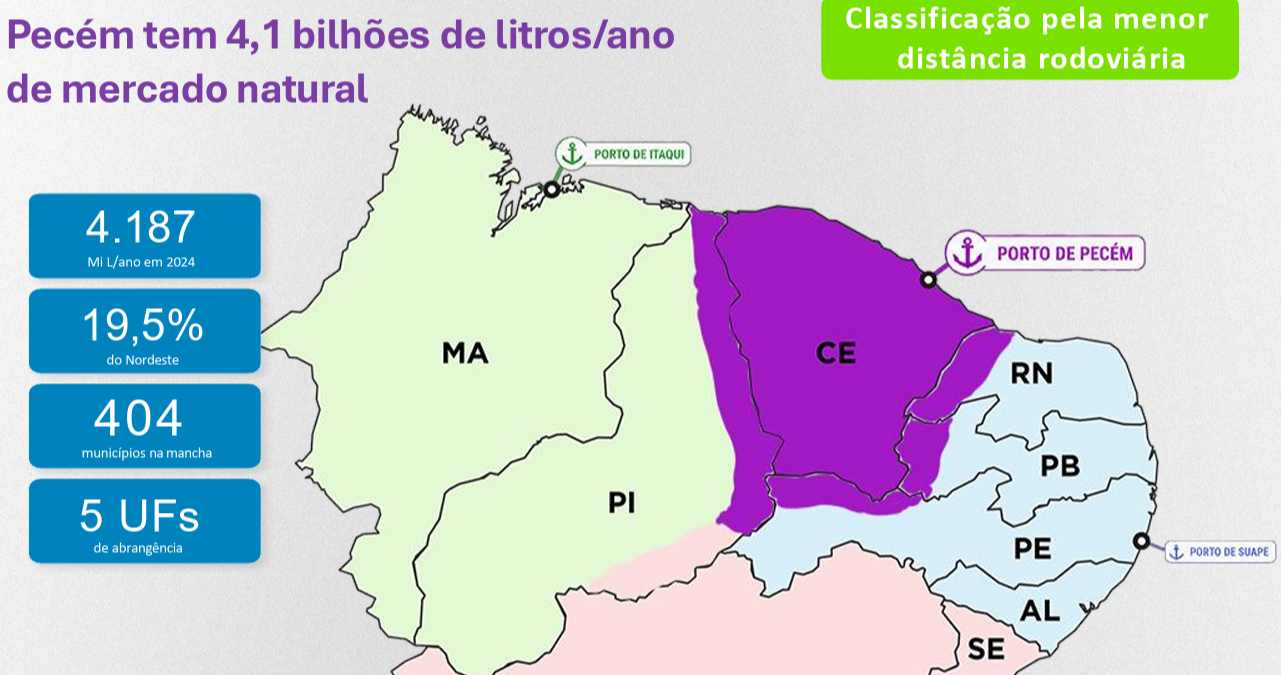 Pecém tem 4,1 bilhões de litros/ano
de mercado natural
Classificação pela menor
distância rodoviária
PORTO DE ITAQUI
4.187
Mi L/ano em 2024
19,5%
do Nordeste
404
municípios na mancha
5 UFs
de abrangência
PORTO DE PECÉM
MA
CE
RN
PB
PI
PE
PORTO DE SUAPE
AL
SE